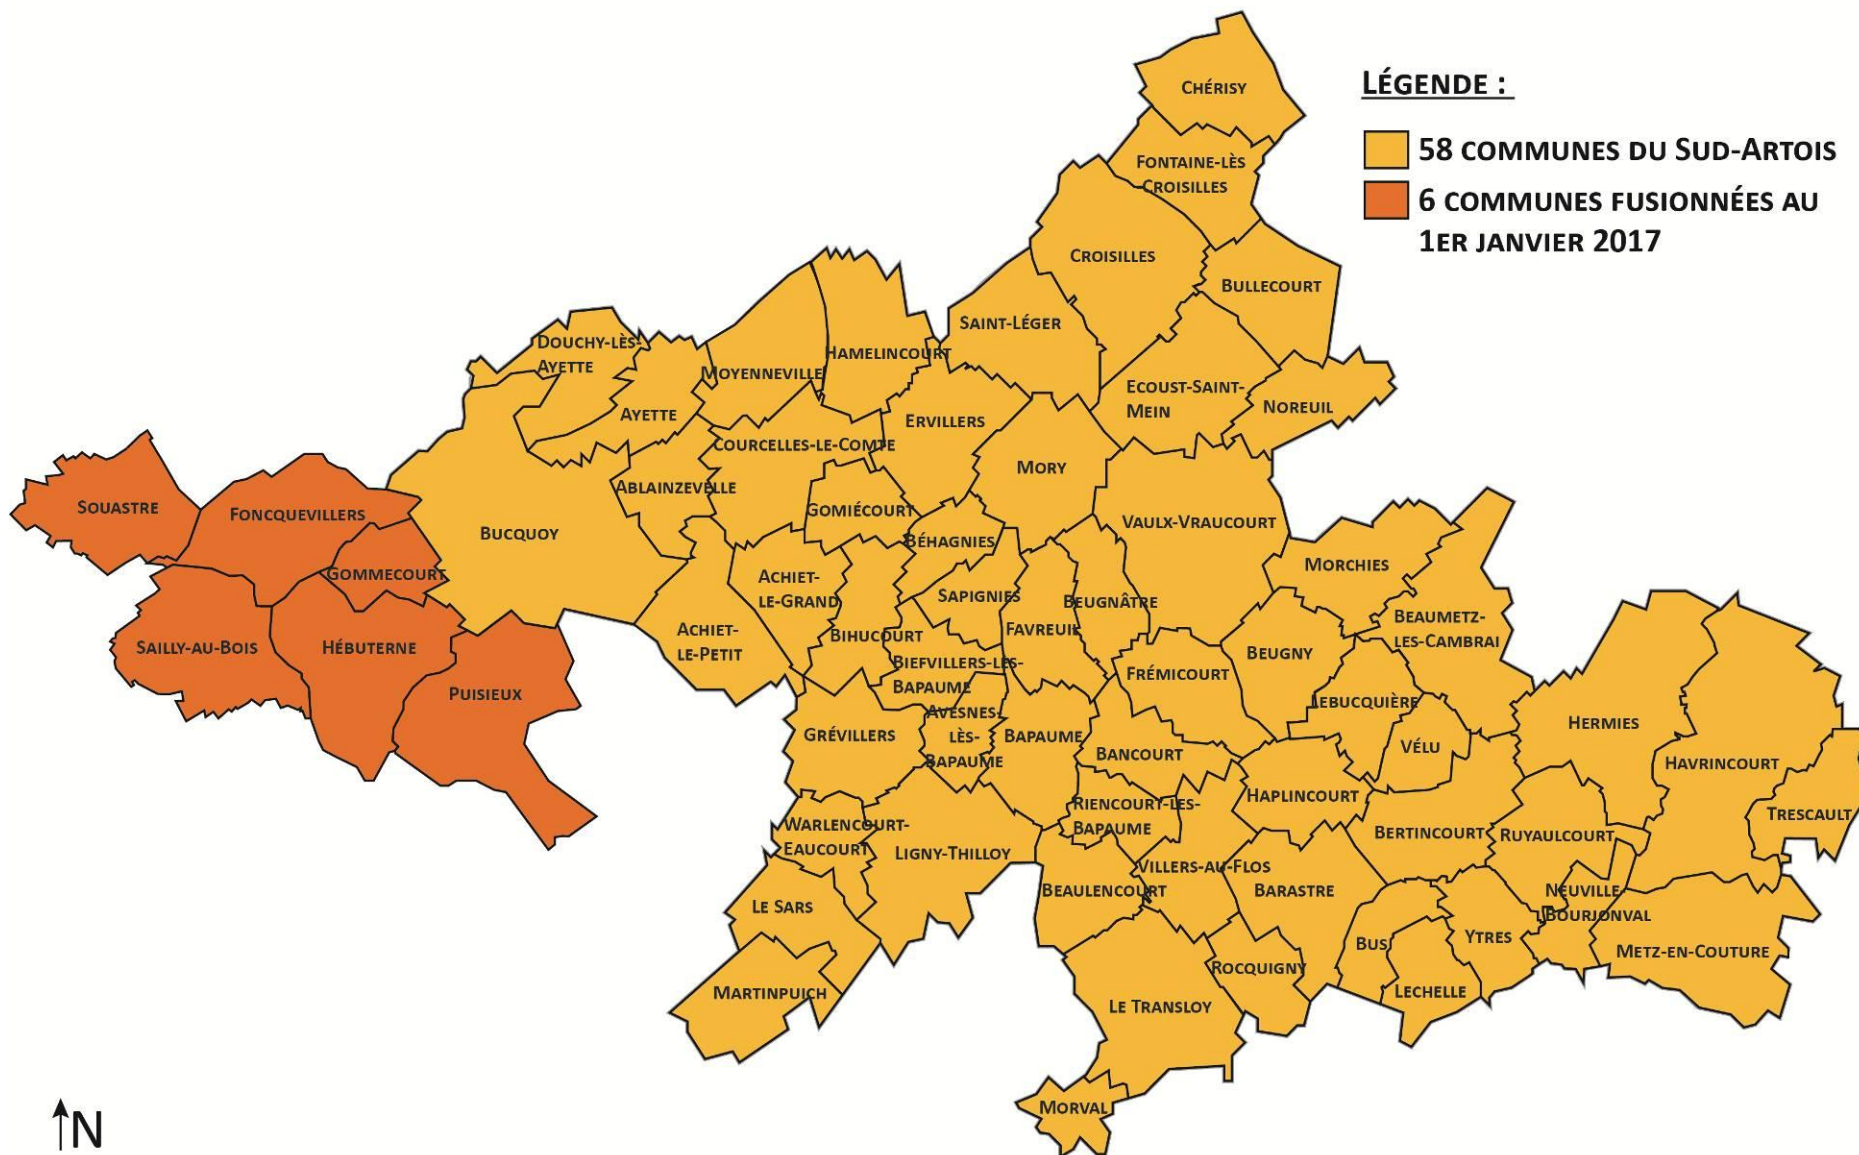 LÉGENDE :
58 COMMUNES DU SUD-ARTOIS
6 COMMUNES FUSIONNÉES AU
1ER JANVIER 2017
CHÉRISY
FONTAINE-LÈS
CROISILLES
CROISILLES
BULLECOURT
SAINT-LÉGER
DOUCHY-LÈS-
AYETTE
HAMELINCOURT
MOYENNEVILLE
ECOUST-SAINT-
MEIN
NOREUIL
AYETTE
ERVILLERS
COURCELLES-LE-COMTE
MORY
ABLAINZEVELLE
SOUASTRE
FONCQUEVILLERS
GOMIÉCOURT
VAULX-VRAUCOURT
BUCQUOY
BÉHAGNIES
MORCHIES
GOMMECOURT
ACHIET-
LE-GRAND
SAPIGNIES
BEUGNÂTRE
BEAUMETZ-
LES-CAMBRAI
FAVREUIL
BIHUCOURT
ACHIET-
LE-PETIT
SAILLY-AU-BOIS
HÉBUTERNE
BEUGNY
BIEFVILLERS-LES-
BAPAUME
FRÉMICOURT
PUISIEUX
LEBUCQUIÈRE
AVESNES-
LÈS-
BAPAUME
HERMIES
GRÉVILLERS
BAPAUME
VÉLU
BANCOURT
HAVRINCOURT
HAPLINCOURT
RIENCOURT-LES-
BAPAUME
TRESCAULT
WARLENCOURT-
EAUCOURT
BERTINCOURT
RUYAULCOURT
LIGNY-THILLOY
VILLERS-AU-FLOS
BEAULENCOURT
BARASTRE
NEUVILLE-
BOURJONVAL
LE SARS
YTRES
BUS
METZ-EN-COUTURE
ROCQUIGNY
MARTINPUICH
LECHELLE
LE TRANSLOY
MORVAL
N